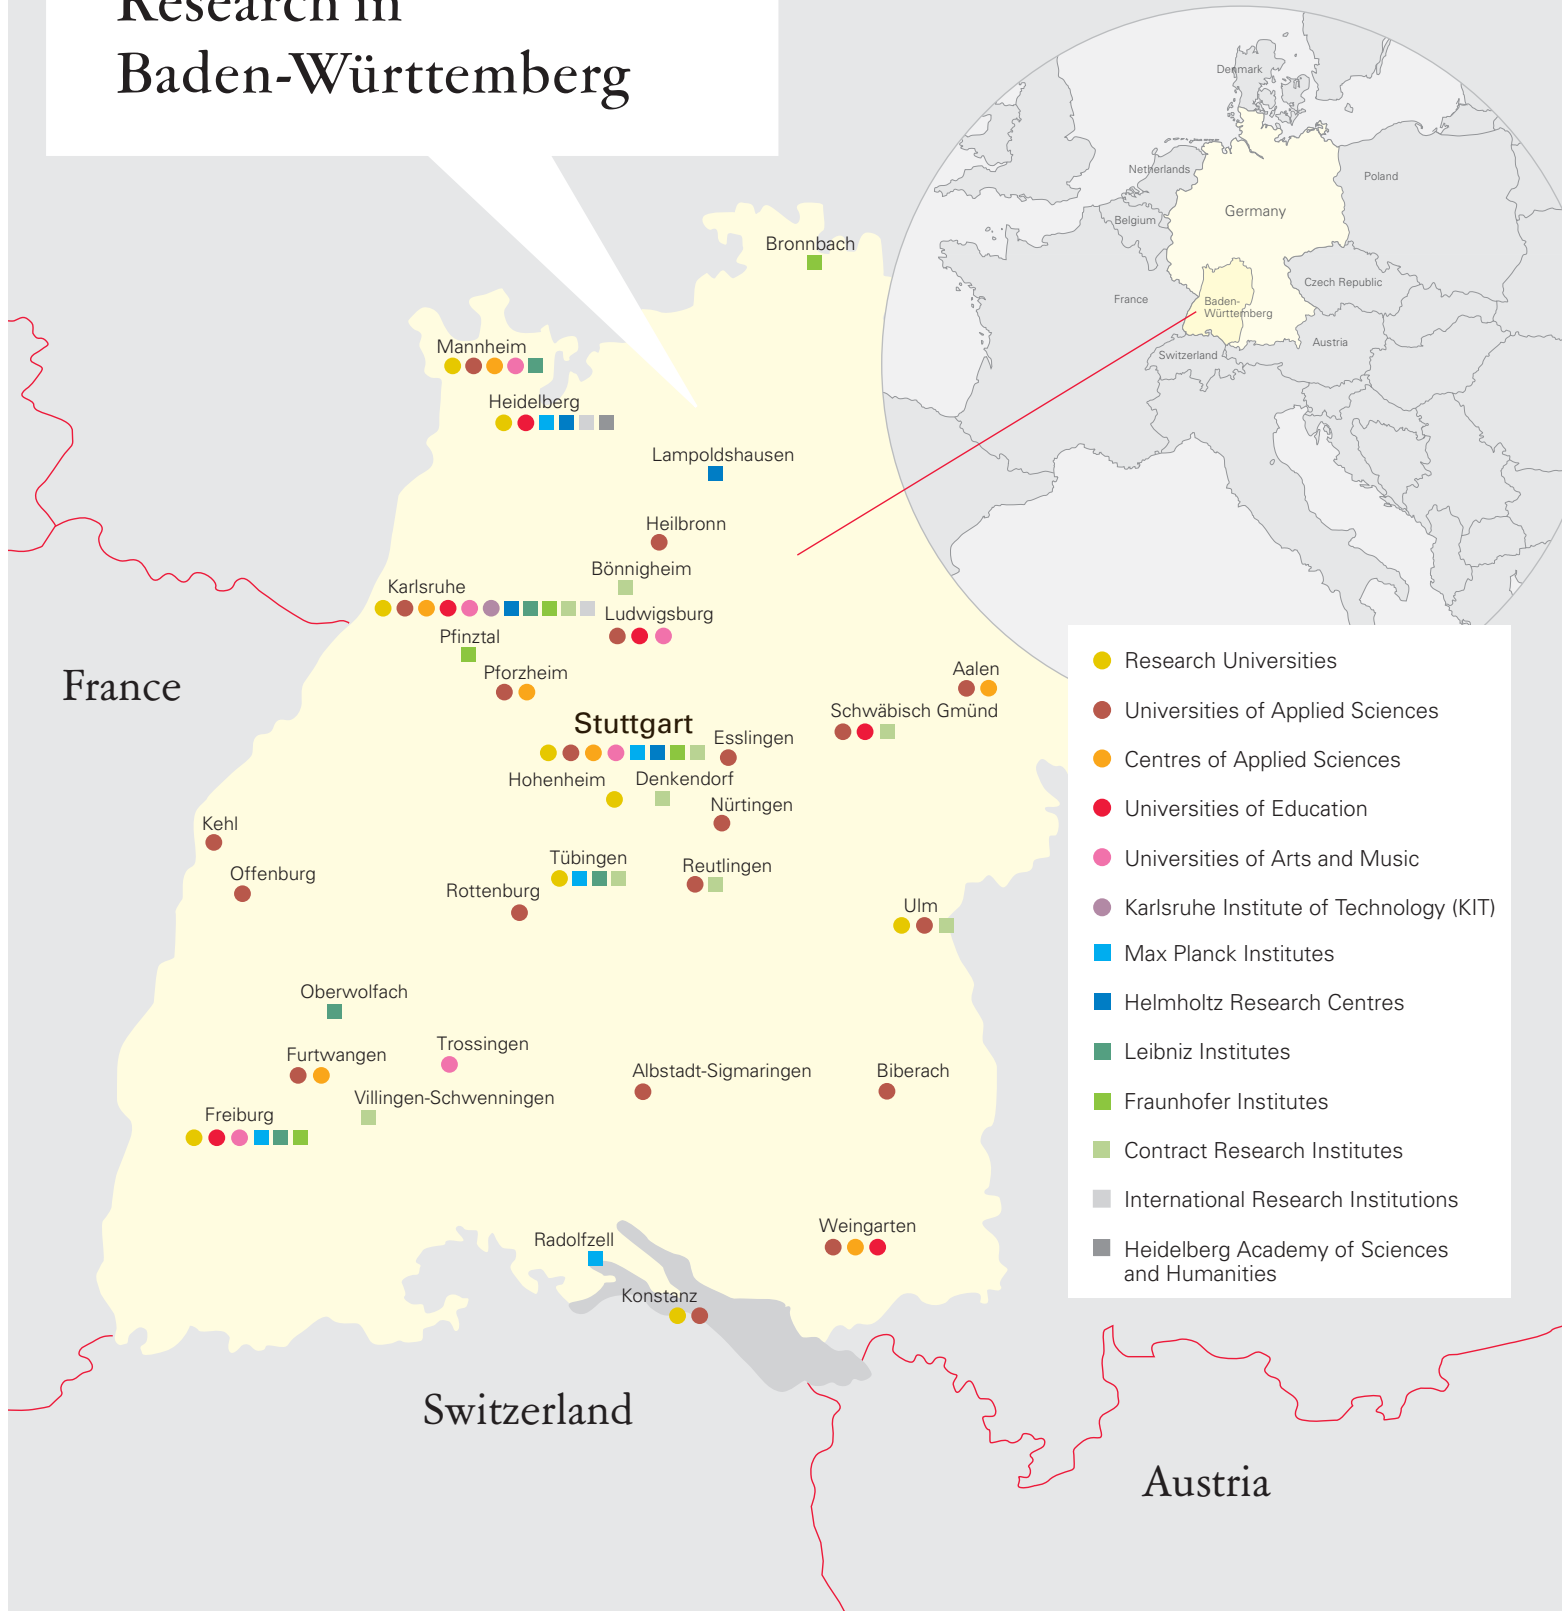 Research in
Baden-Württemberg
Denmark
Netherlands
Poland
Belgium
Germany
Czech Republic
France
Baden-
Württemberg
Austria
Switzerland
Bronnbach
Mannheim
Heidelberg
Lampoldshausen
Heilbronn
Bönnigheim
Karlsruhe
Ludwigsburg
Pfinztal
Pforzheim
France
Aalen
Schwäbisch Gmünd
Stuttgart
Esslingen
Hohenheim
Denkendorf
Nürtingen
Kehl
Offenburg
Tübingen
Reutlingen
Rottenburg
Ulm
Oberwolfach
Trossingen
Furtwangen
Albstadt-Sigmaringen
Biberach
Villingen-Schwenningen
Freiburg
Weingarten
Radolfzell
Konstanz
Switzerland
Austria
Research Universities
Universities of Applied Sciences
Centres of Applied Sciences
Universities of Education
Universities of Arts and Music
Karlsruhe Institute of Technology (KIT)
Max Planck Institutes
Helmholtz Research Centres
Leibniz Institutes
Fraunhofer Institutes
Contract Research Institutes
International Research Institutions
Heidelberg Academy of Sciences
and Humanities